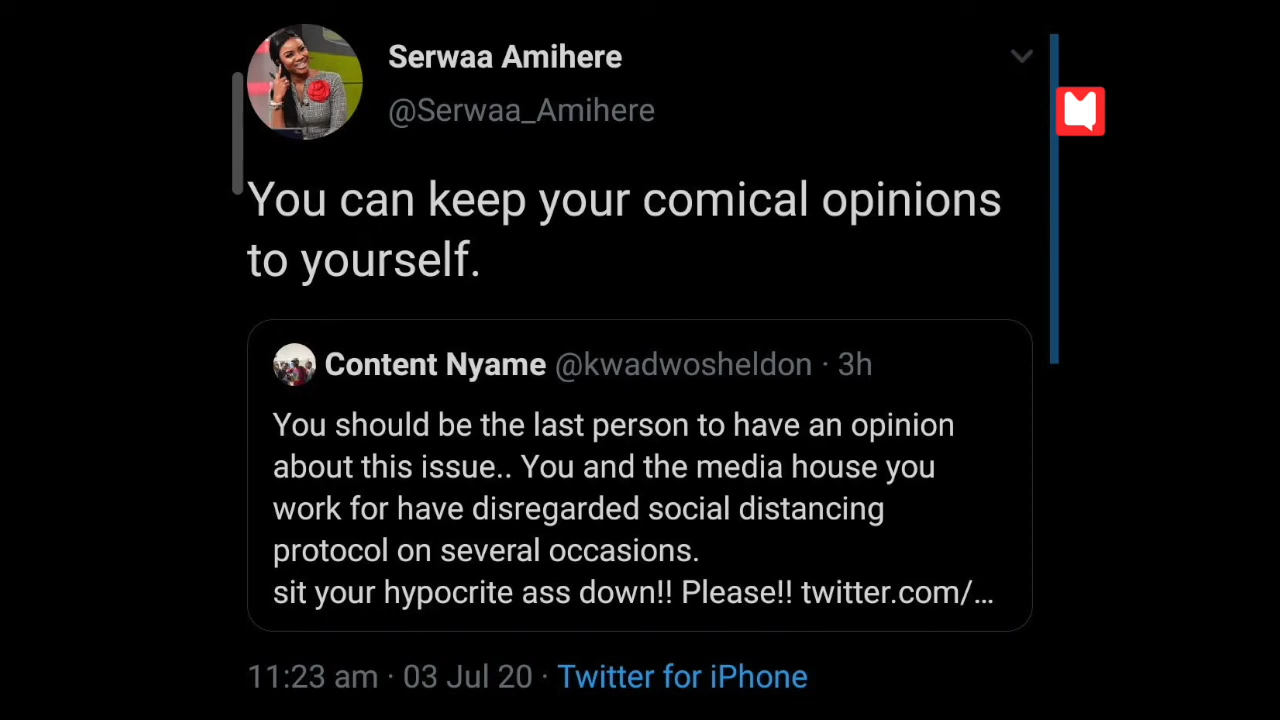 Serwaa Amihere
@Serwaa_Amihere
You can keep your comical opinions
to yourself.
Content Nyame @kwadwosheldon · 3h
You should be the last person to have an opinion
about this issue.. You and the media house you
work for have disregarded social distancing
protocol on several occasions.
sit your hypocrite ass down!! Please!! twitter.com/...
11:23 am · 03 Jul 20 · Twitter for iPhone